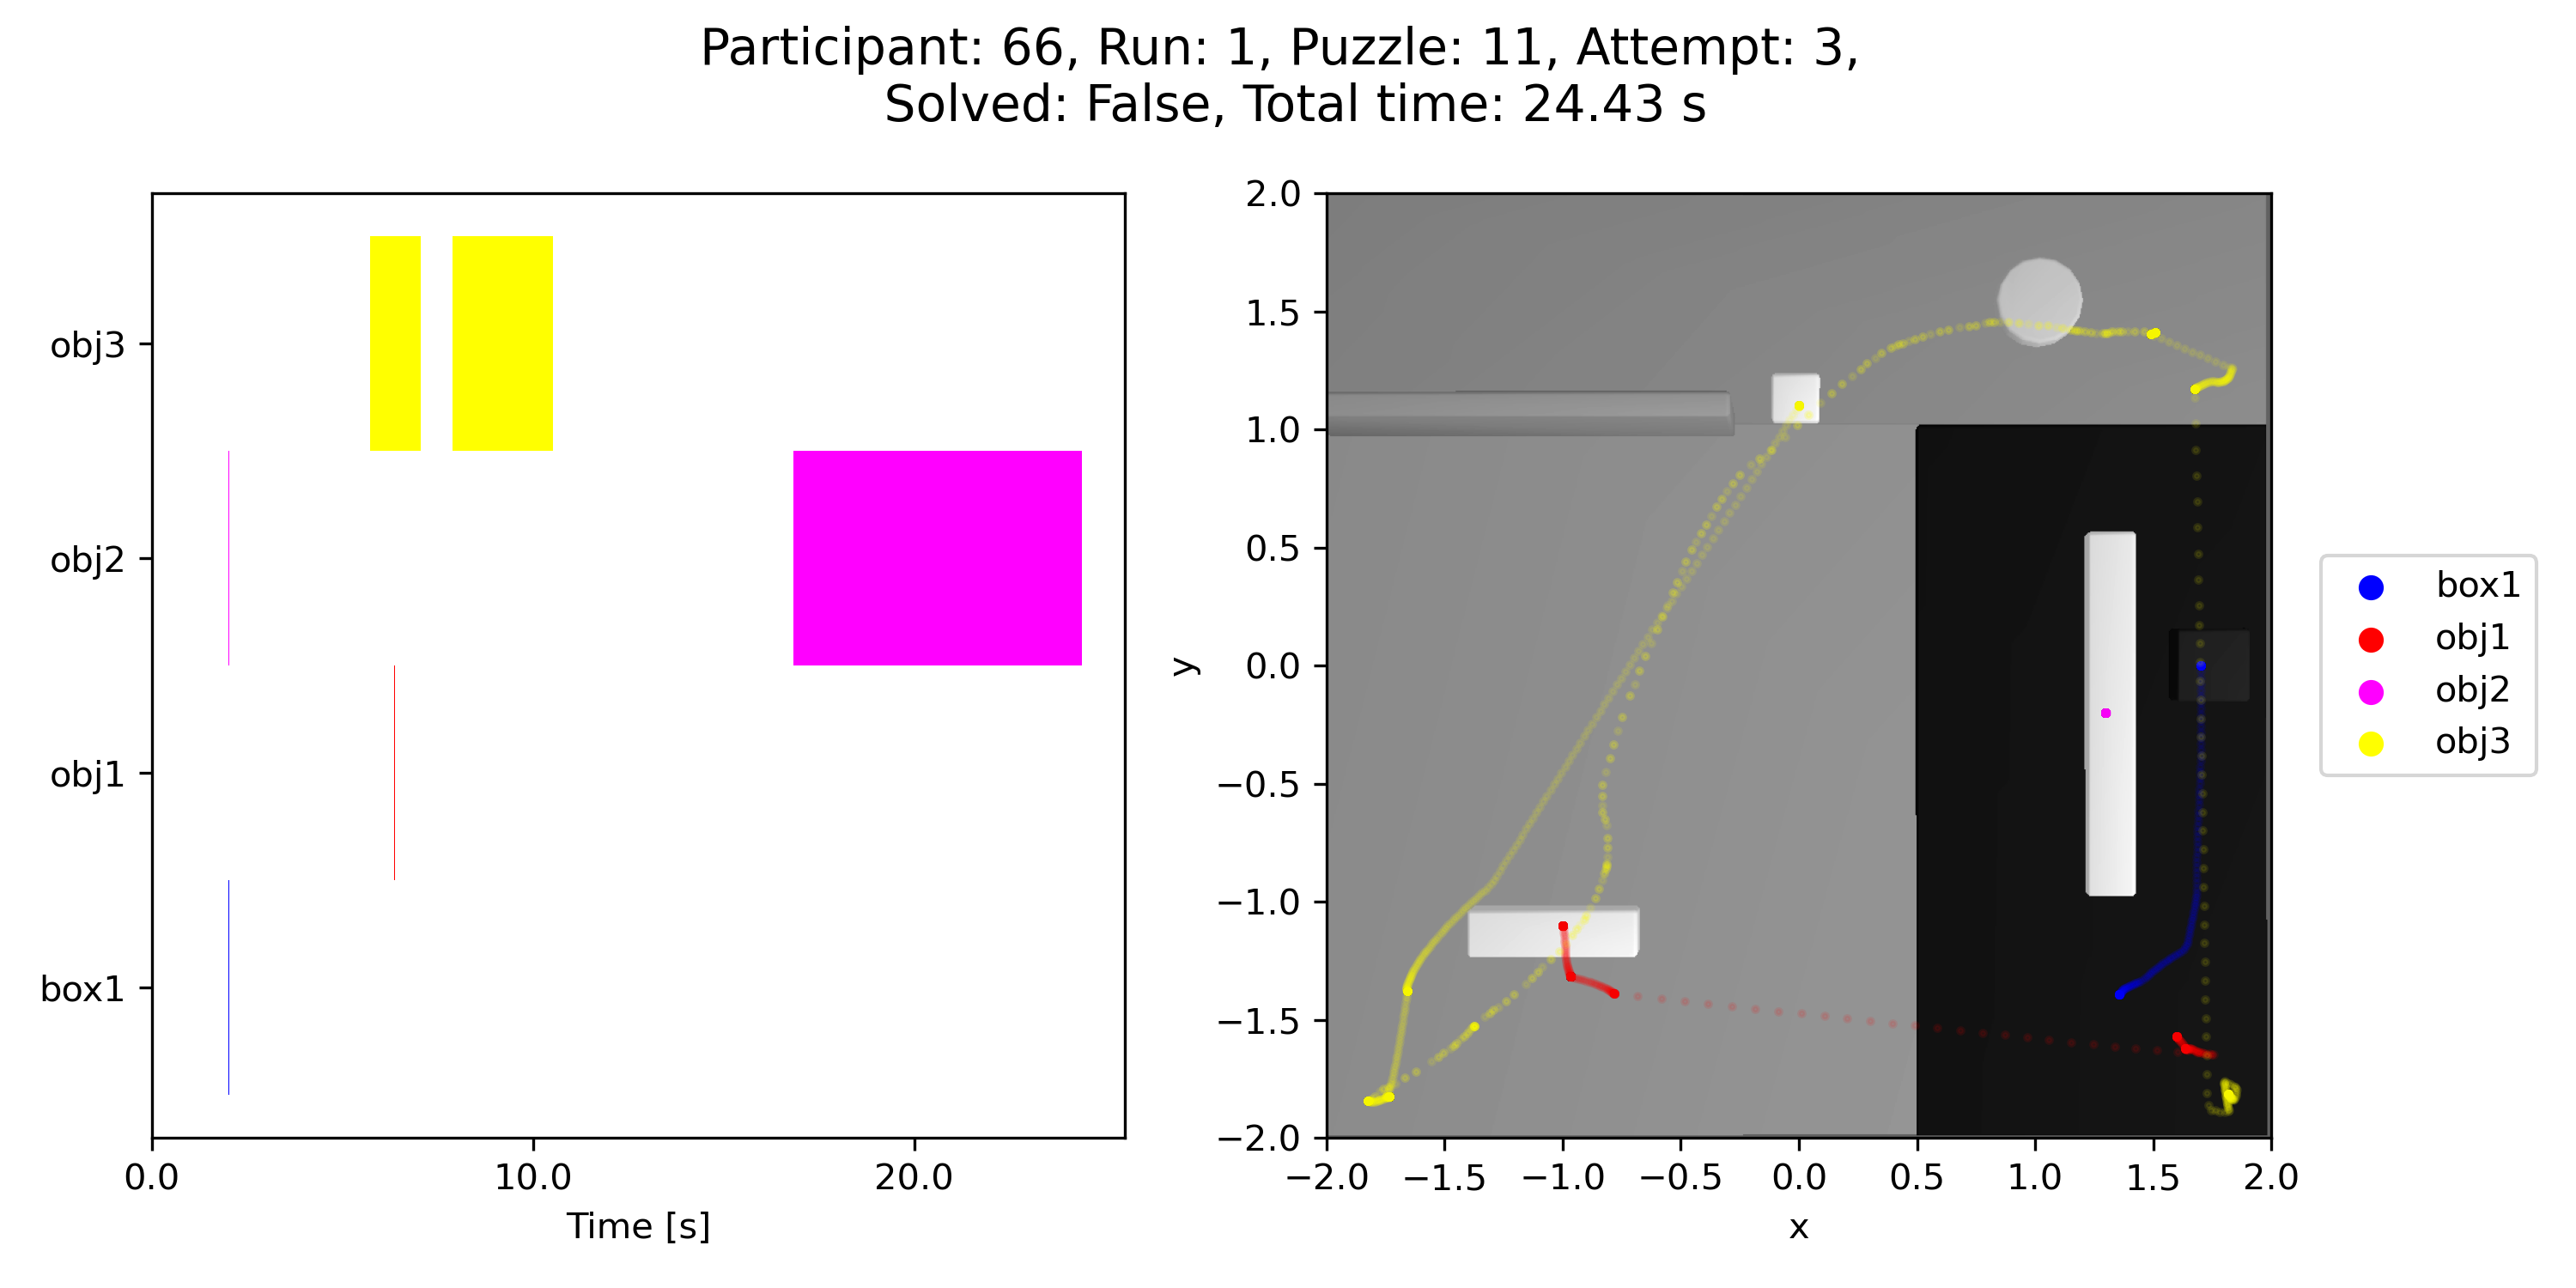 Participant: 66, Run: 1, Puzzle: 11, Attempt: 3,
Solved: False, Total time: 24.43 s
obj3
obj2
obj1
box1
0.0
10.0
20.0
Time [s]
2.0
1.5
1.0
0.5
0.0
−0.5
−1.0
−1.5
−2.0
y
−2.0
−1.5
−1.0
−0.5
0.0
0.5
1.0
1.5
2.0
x
box1
obj1
obj2
obj3